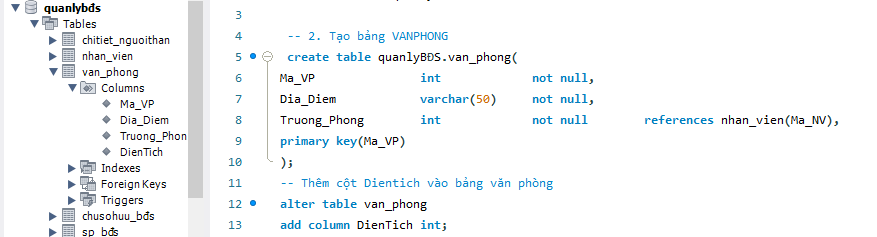 quanlybđs
Tables
chitiet_nguoithan
nhan_vien
van_phong
Columns
Ma_VP
Dia_Diem
Truong_Phon
DienTich
Indexes
Foreign Keys
Triggers
chusohuu_bđs
sp_bđs
3
4 -- 2. Tạo bảng VANPHONG
5 create table quanlyBĐS.van_phong(
6 Ma_VP int not null,
7 Dia_Diem varchar(50) not null,
8 Truong_Phong int not null references nhan_vien(Ma_NV),
9 primary key(Ma_VP)
10 );
11 -- Thêm cột Dientich vào bảng văn phòng
12 alter table van_phong
13 add column DienTich int;